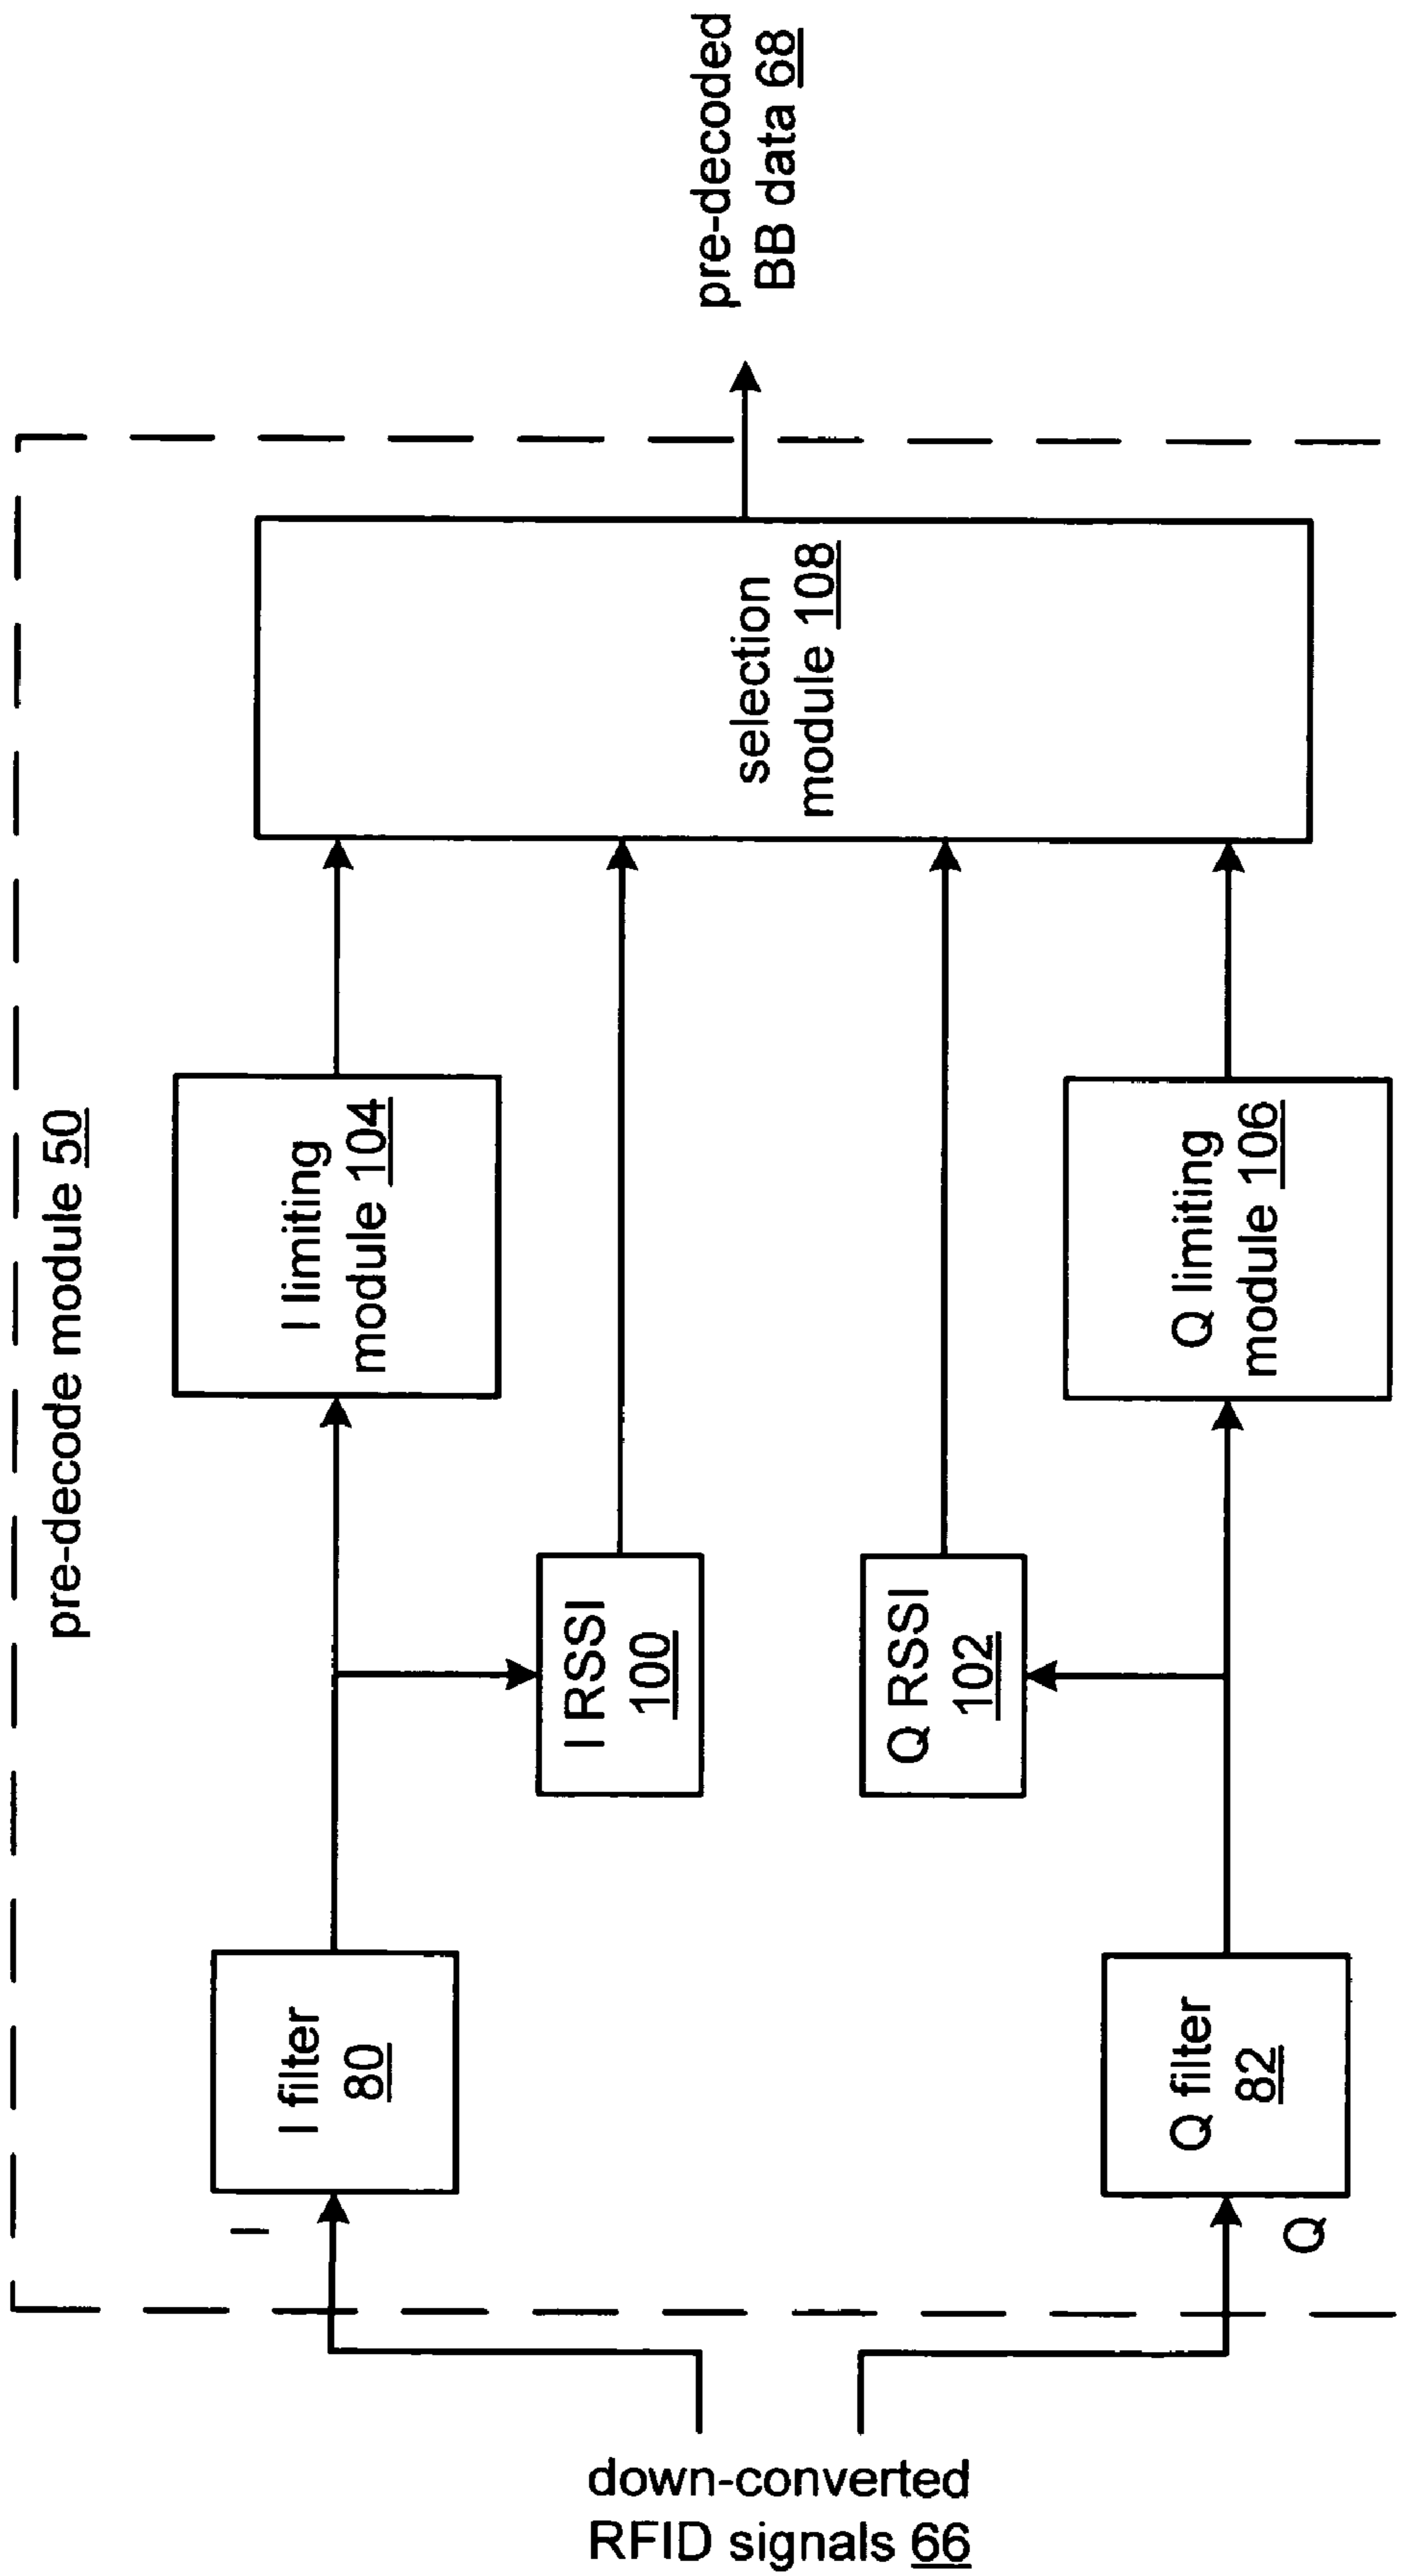 pre-decode module 50
down-converted
RFID signals 66
I
I filter
80
I limiting
module 104
I RSSI
100
selection
module 108
pre-decoded
BB data 68
Q RSSI
102
Q
Q filter
82
Q limiting
module 106